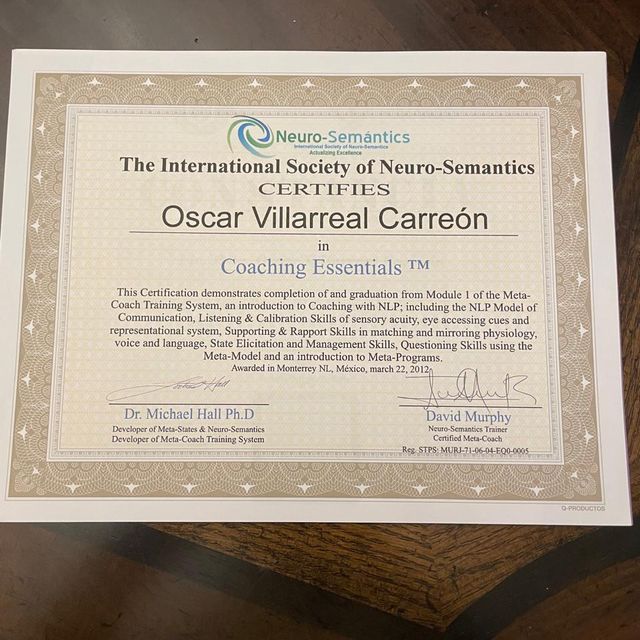 Neuro-Semántics
International Society of Neuro-Semantics
Actualizing Excellence
The International Society of Neuro-Semantics
CERTIFIES
Oscar Villarreal Carreón
in
Coaching Essentials ™
This Certification demonstrates completion of and graduation from Module 1 of the Meta-
Coach Training System, an introduction to Coaching with NLP; including the NLP Model of
Communication, Listening & Calibration Skills of sensory acuity, eye accessing cues and
representational system, Supporting & Rapport Skills in matching and mirroring physiology,
voice and language, State Elicitation and Management Skills, Questioning Skills using the
Meta-Model and an introduction to Meta-Programs.
Awarded in Monterrey NL, México, march 22, 2012
Dr. Michael Hall Ph.D
Developer of Meta-States & Neuro-Semantics
Developer of Meta-Coach Training System
David Murphy
Neuro-Semantics Trainer
Certified Meta-Coach
Reg. STPS: MURJ-71-06-04-EQ0-0005
Q-PRODUCTOS